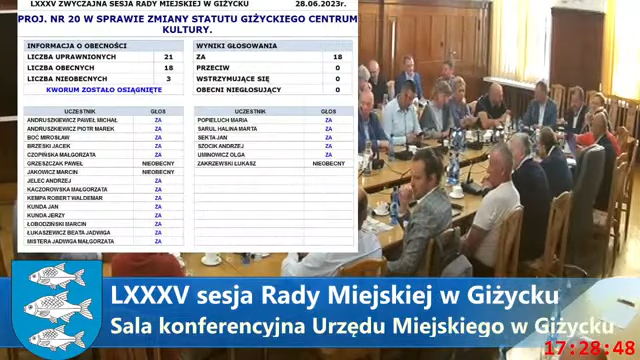 LXXXV ZWYCZAJNA SESJA RADY MIEJSKIEJ W GIŻYCKU 28.06.2023r.
PROJ. NR 20 W SPRAWIE ZMIANY STATUTU GIŻYCKIEGO CENTRUM
KULTURY.
INFORMACJA O OBECNOŚCI
LICZBA UPRAWNIONYCH 21
LICZBA OBECNYCH 18
LICZBA NIEOBECNYCH 3
KWORUM ZOSTAŁO OSIĄGNIĘTE
WYNIKI GŁOSOWANIA
ZA 18
PRZECIW 0
WSTRZYMUJĄCE SIĘ 0
OBECNI NIEGŁOSUJĄCY 0
UCZESTNIK GŁOS
ANDRUSZKIEWICZ PAWEŁ MICHAŁ ZA
ANDRUSZKIEWICZ PIOTR MAREK ZA
BOĆ MIROSŁAW ZA
BRZESKI JACEK ZA
CZOPIŃSKA MAŁGORZATA ZA
GRZESZCZAK PAWEŁ NIEOBECNY
JAKOWICZ MARCIN NIEOBECNY
JELEC ANDRZEJ ZA
KACZOROWSKA MAŁGORZATA ZA
KEMPA ROBERT WALDEMAR ZA
KUNDA JAN ZA
KUNDA JERZY ZA
ŁOBODZIŃSKI MARCIN ZA
ŁUKASZEWICZ BEATA JADWIGA ZA
MISTERA JADWIGA MAŁGORZATA ZA
UCZESTNIK GŁOS
POPIELUCH MARIA ZA
SARUL HALINA MARTA ZA
SEKTA JAN ZA
SZOCIK ANDRZEJ ZA
UMINOWICZ OLGA ZA
ZAKRZEWSKI ŁUKASZ NIEOBECNY
LXXXV sesja Rady Miejskiej w Giżycku
Sala konferencyjna Urzędu Miejskiego w Giżycku
17:28:48